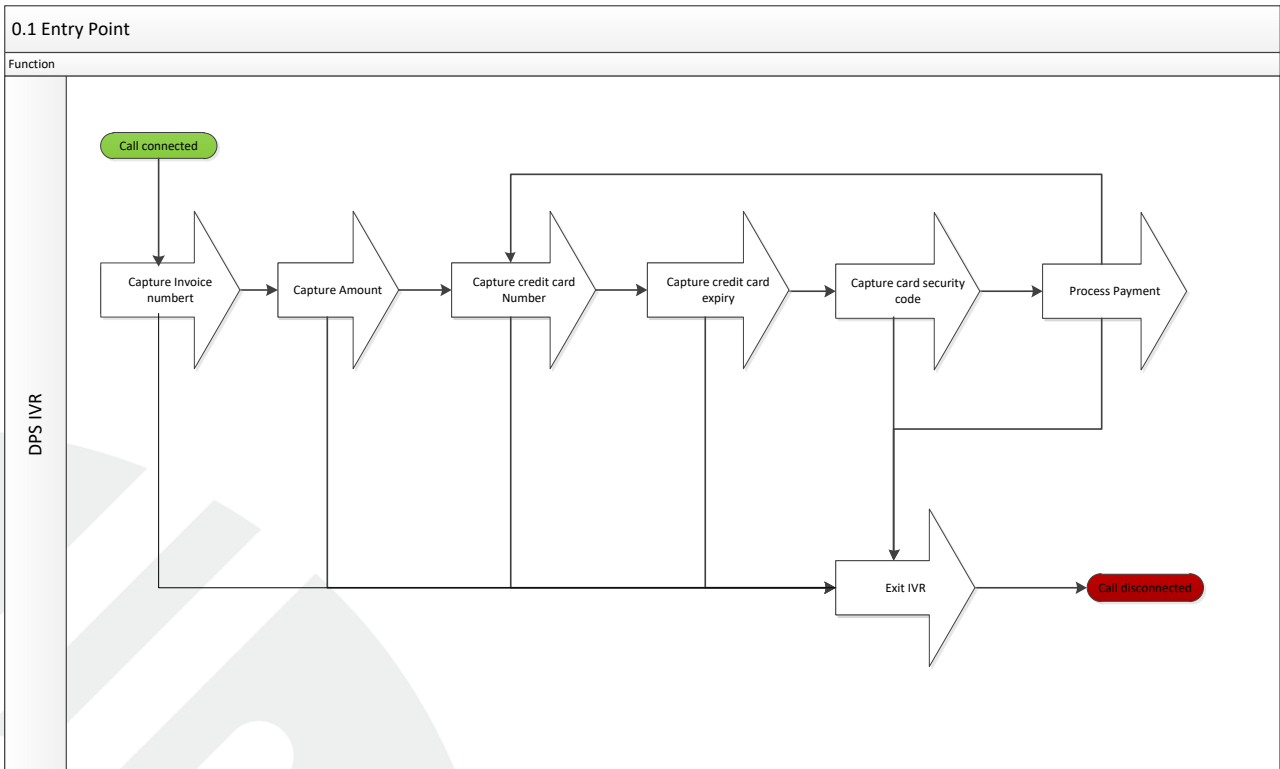 0.1 Entry Point
Function
DPS IVR
Call connected
Capture Invoice
numbert
Capture Amount
Capture credit card
Number
Capture credit card
expiry
Capture card security
code
Process Payment
Exit IVR
Call disconnected